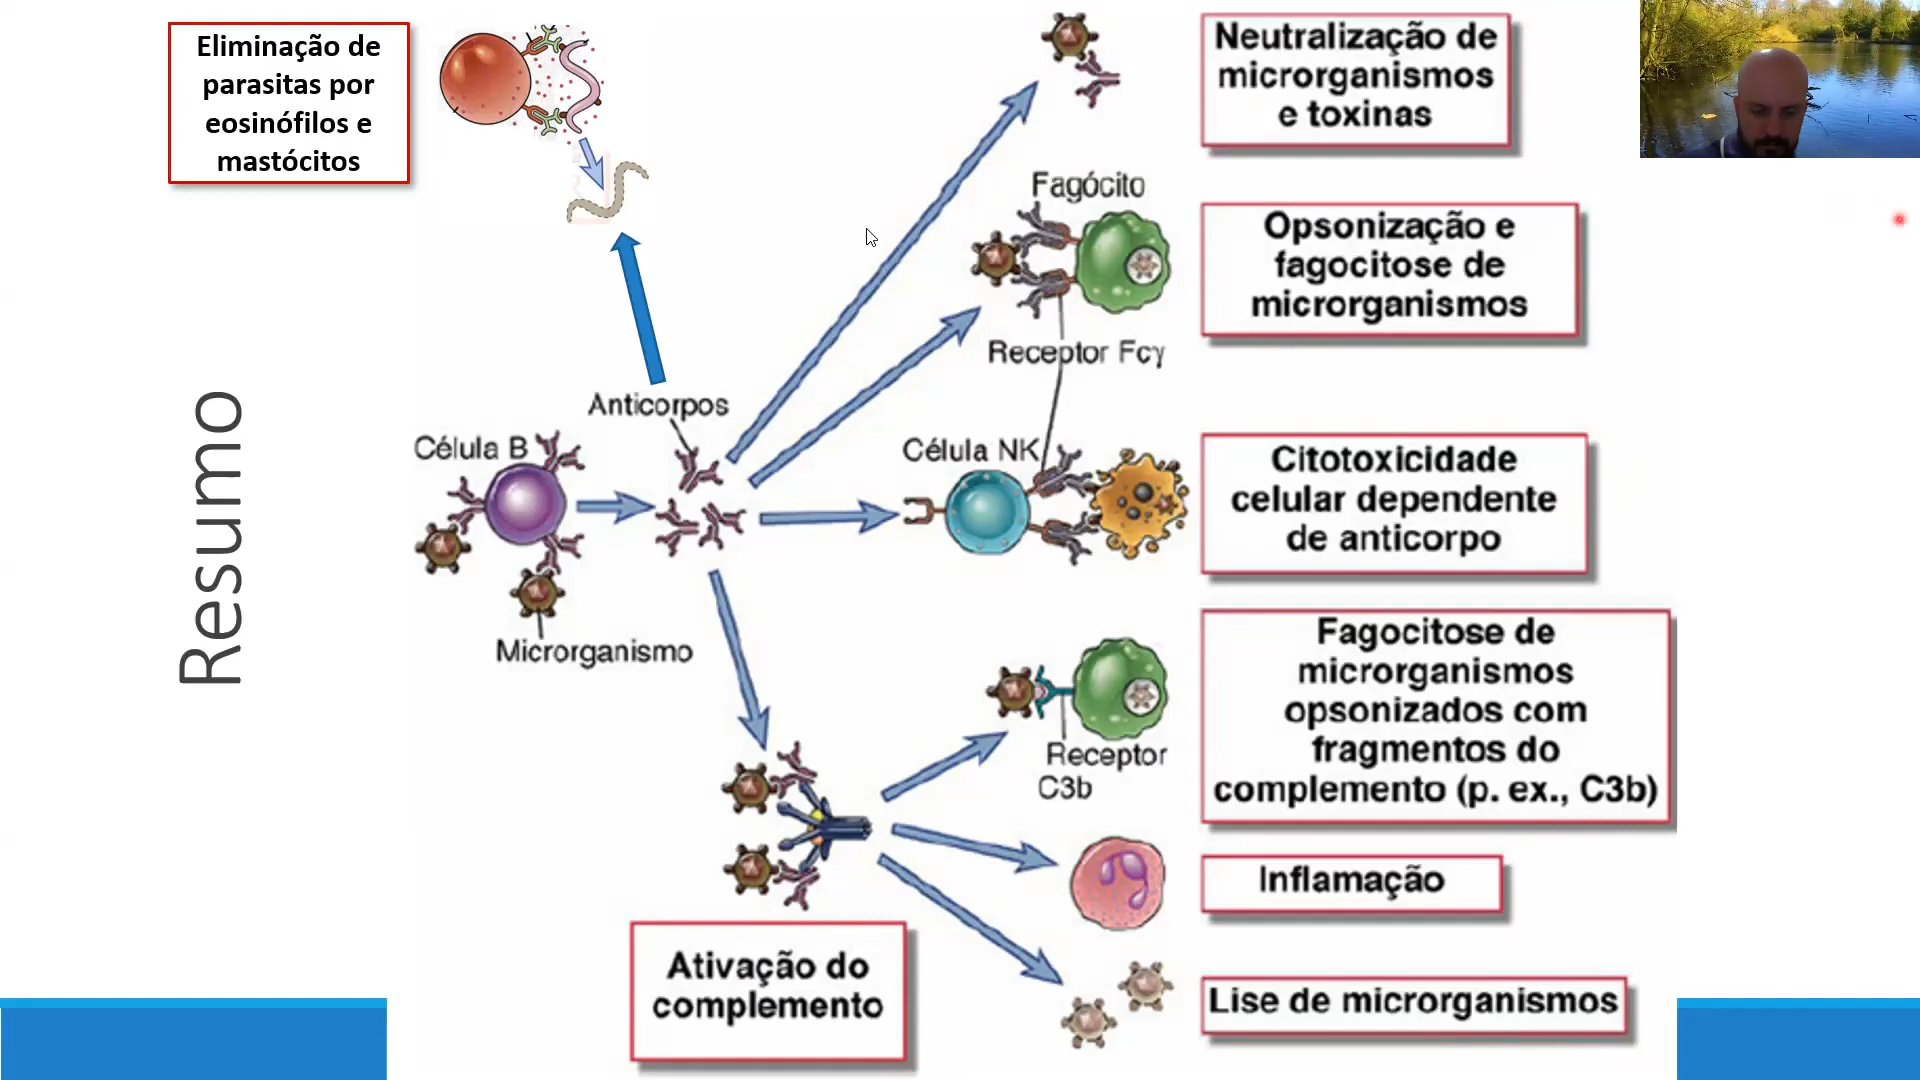 Eliminação de
parasitas por
eosinófilos e
mastócitos
Neutralização de
microrganismos
e toxinas
Fagócito
Opsonização e
fagocitose de
microrganismos
Receptor Fcγ
Resumo
Anticorpos
Célula B
Célula NK
Citotoxicidade
celular dependente
de anticorpo
Microrganismo
Fagocitose de
microrganismos
opsonizados com
fragmentos do
complemento (p. ex., C3b)
Receptor
C3b
Inflamação
Ativação do
complemento
Lise de microrganismos